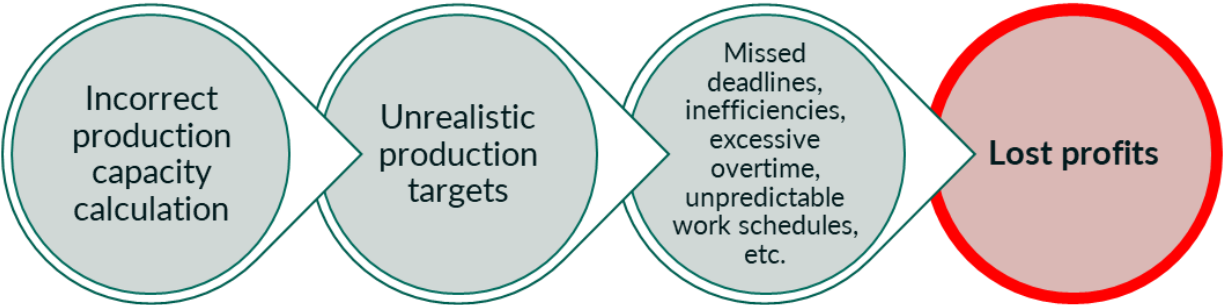 Incorrect
production
capacity
calculation
Unrealistic
production
targets
Missed
deadlines,
inefficiencies,
excessive
overtime,
unpredictable
work schedules,
etc.
Lost profits